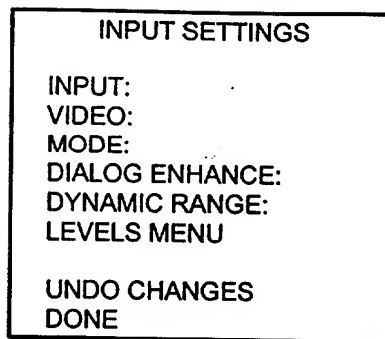 INPUT SETTINGS
INPUT:
VIDEO:
MODE:
DIALOG ENHANCE:
DYNAMIC RANGE:
LEVELS MENU
UNDO CHANGES
DONE